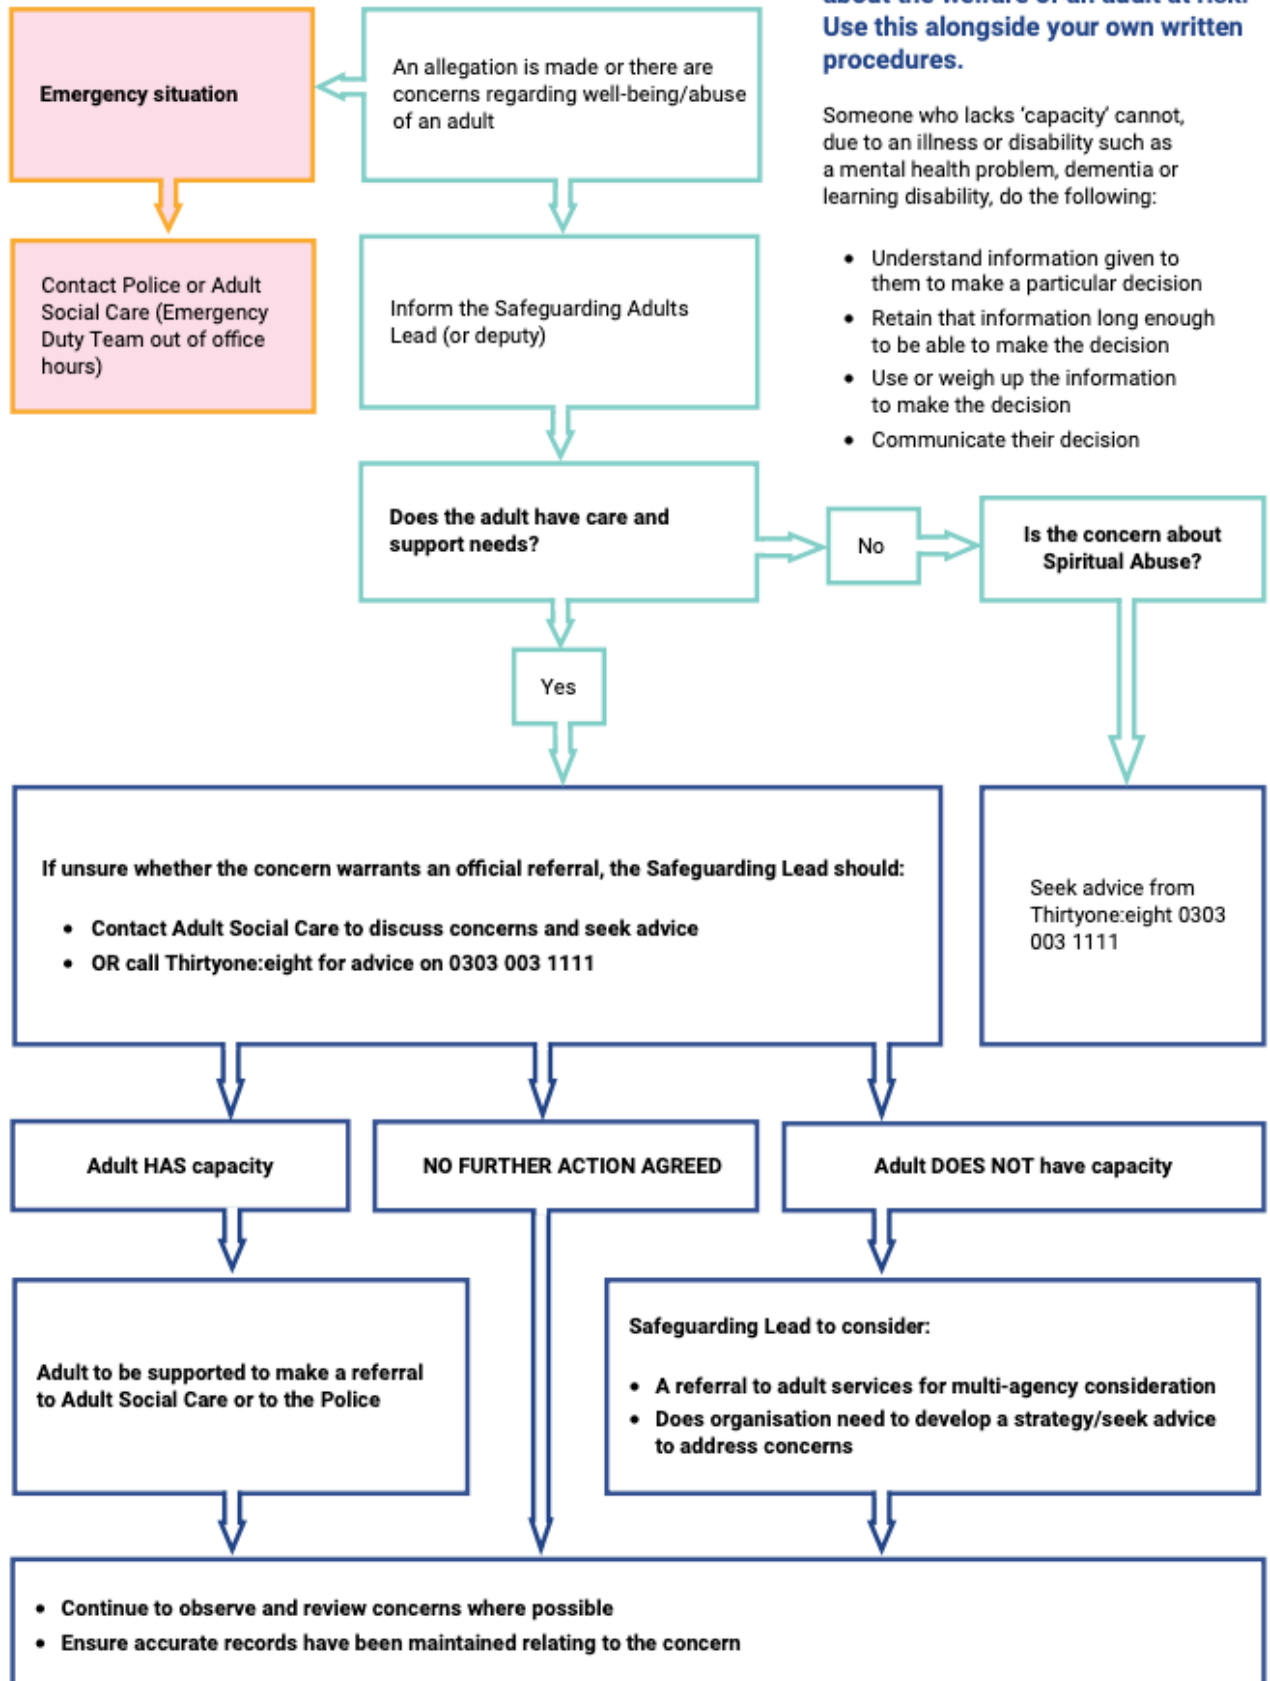 about the welfare of an adult at risk.
Use this alongside your own written
procedures.
Emergency situation
An allegation is made or there are
concerns regarding well-being/abuse
of an adult
Someone who lacks ‘capacity’ cannot,
due to an illness or disability such as
a mental health problem, dementia or
learning disability, do the following:
• Understand information given to
them to make a particular decision
• Retain that information long enough
to be able to make the decision
• Use or weigh up the information
to make the decision
• Communicate their decision
Contact Police or Adult
Social Care (Emergency
Duty Team out of office
hours)
Inform the Safeguarding Adults
Lead (or deputy)
Does the adult have care and
support needs?
No
Is the concern about
Spiritual Abuse?
Yes
If unsure whether the concern warrants an official referral, the Safeguarding Lead should:
• Contact Adult Social Care to discuss concerns and seek advice
• OR call Thirtyone:eight for advice on 0303 003 1111
Seek advice from
Thirtyone:eight 0303
003 1111
Adult HAS capacity
NO FURTHER ACTION AGREED
Adult DOES NOT have capacity
Adult to be supported to make a referral
to Adult Social Care or to the Police
Safeguarding Lead to consider:
• A referral to adult services for multi-agency consideration
• Does organisation need to develop a strategy/seek advice
to address concerns
• Continue to observe and review concerns where possible
• Ensure accurate records have been maintained relating to the concern